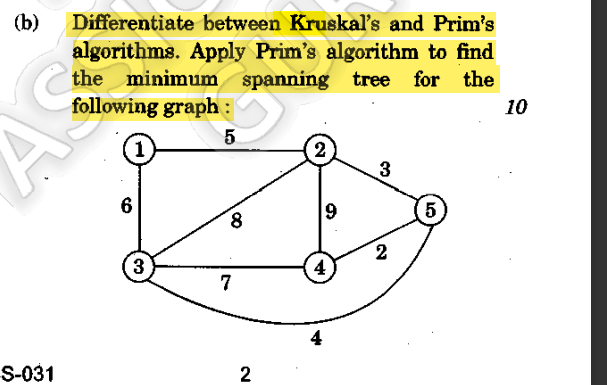 (b) Differentiate between Kruskal's and Prim's
algorithms. Apply Prim's algorithm to find
the minimum spanning tree for the
following graph : 10
5
1 2
3
6 8 9 5
2
3 4
7
4
S-031 2